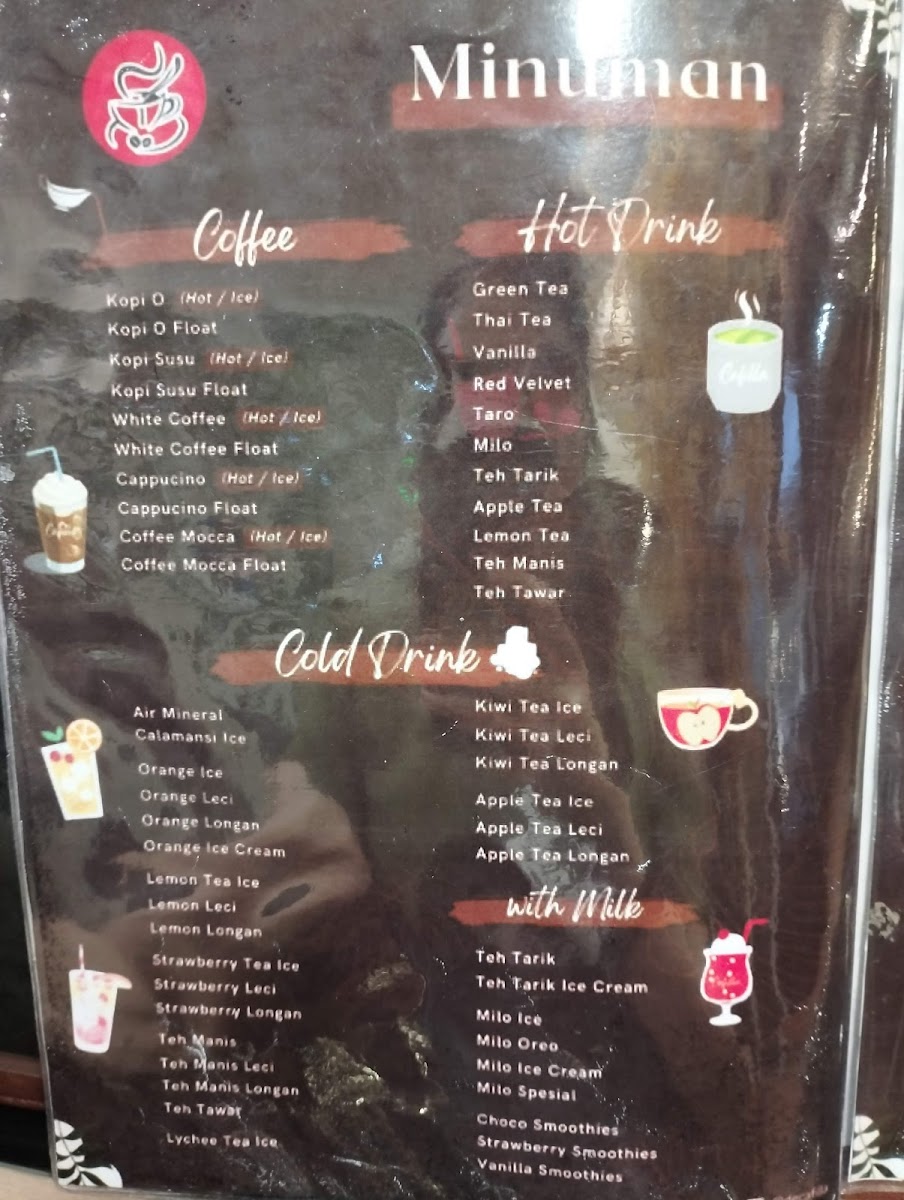 Minuman
Coffee
Kopi O (Hot / Ice)
Kopi O Float
Kopi Susu (Hot / Ice)
Kopi Susu Float
White Coffee (Hot / Ice)
White Coffee Float
Cappucino (Hot / Ice)
Cappucino Float
Coffee Mocca (Hot / Ice)
Coffee Mocca Float
Hot Drink
Green Tea
Thai Tea
Vanilla
Red Velvet
Taro
Milo
Teh Tarik
Apple Tea
Lemon Tea
Teh Manis
Teh Tawar
Cold Drink
Air Mineral
Calamansi Ice
Orange Ice
Orange Leci
Orange Longan
Orange Ice Cream
Lemon Tea Ice
Lemon Leci
Lemon Longan
Strawberry Tea Ice
Strawberry Leci
Strawberry Longan
Teh Manis
Teh Manis Leci
Teh Manis Longan
Teh Tawar
Lychee Tea Ice
Kiwi Tea Ice
Kiwi Tea Leci
Kiwi Tea Longan
Apple Tea Ice
Apple Tea Leci
Apple Tea Longan
with Milk
Teh Tarik
Teh Tarik Ice Cream
Milo Ice
Milo Oreo
Milo Ice Cream
Milo Spesial
Choco Smoothies
Strawberry Smoothies
Vanilla Smoothies